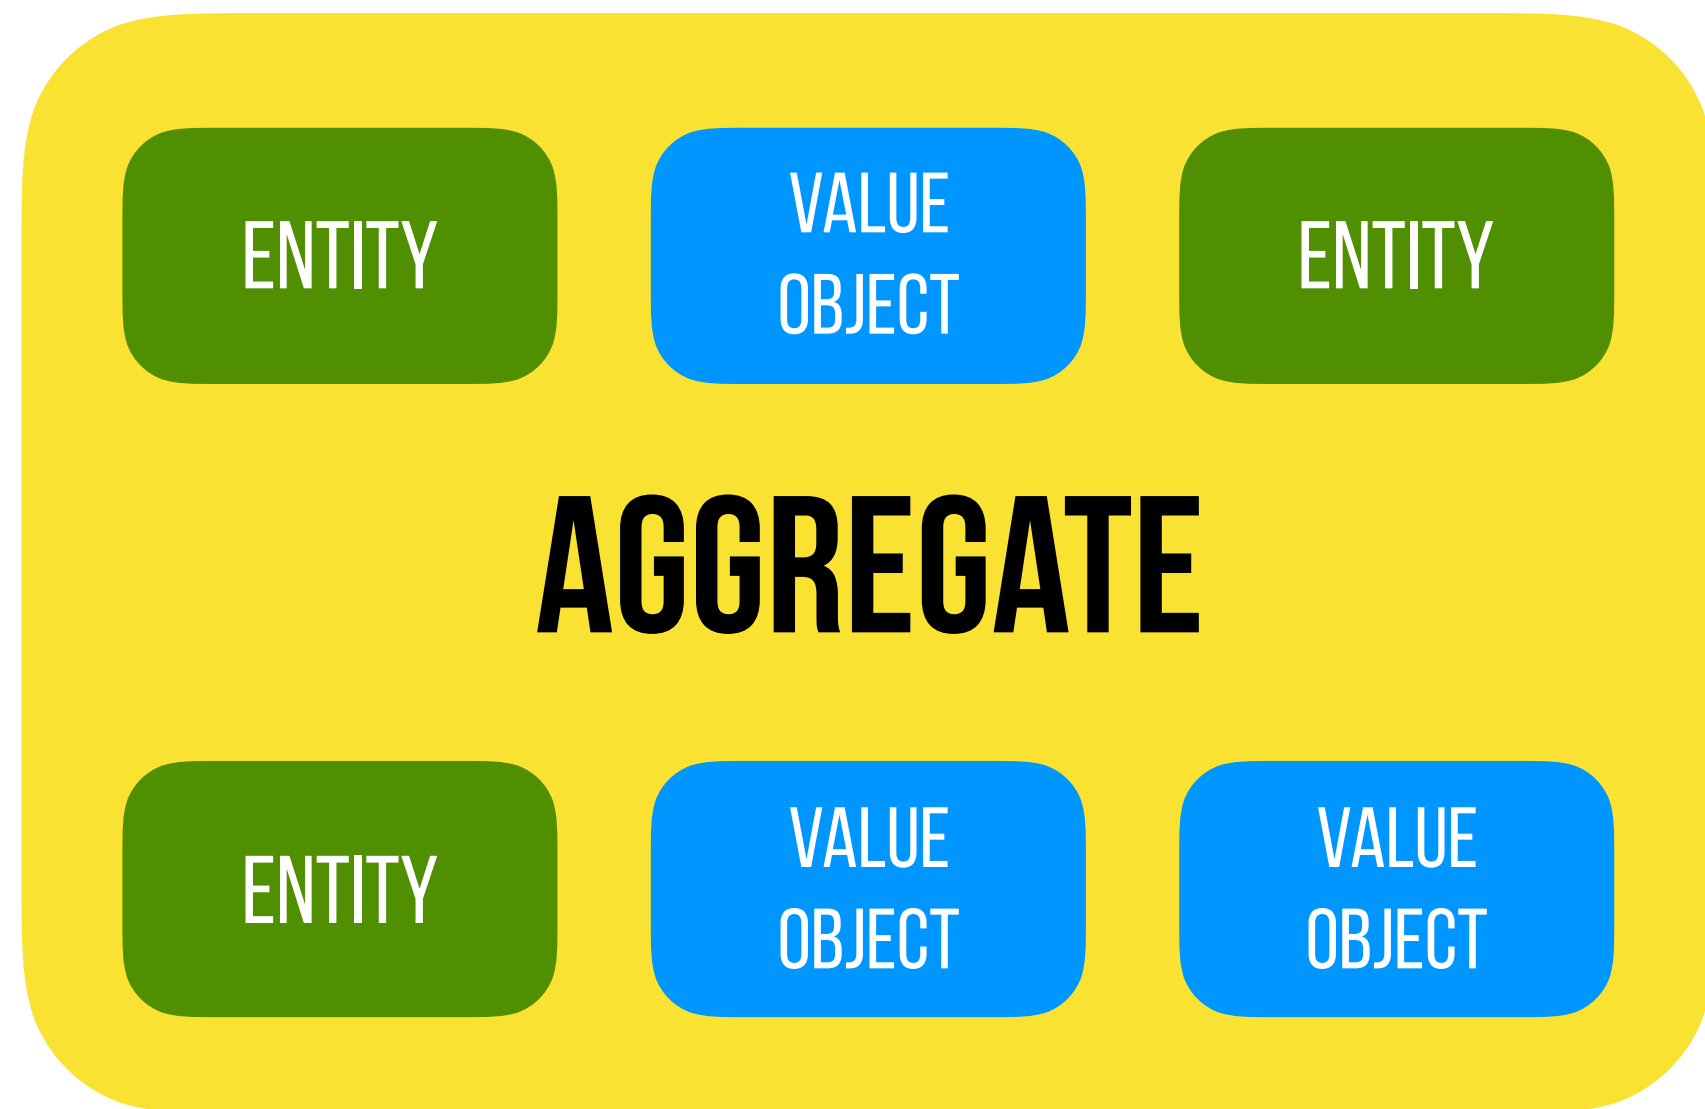 ENTITY
VALUE
OBJECT
ENTITY
AGGREGATE
ENTITY
VALUE
OBJECT
VALUE
OBJECT